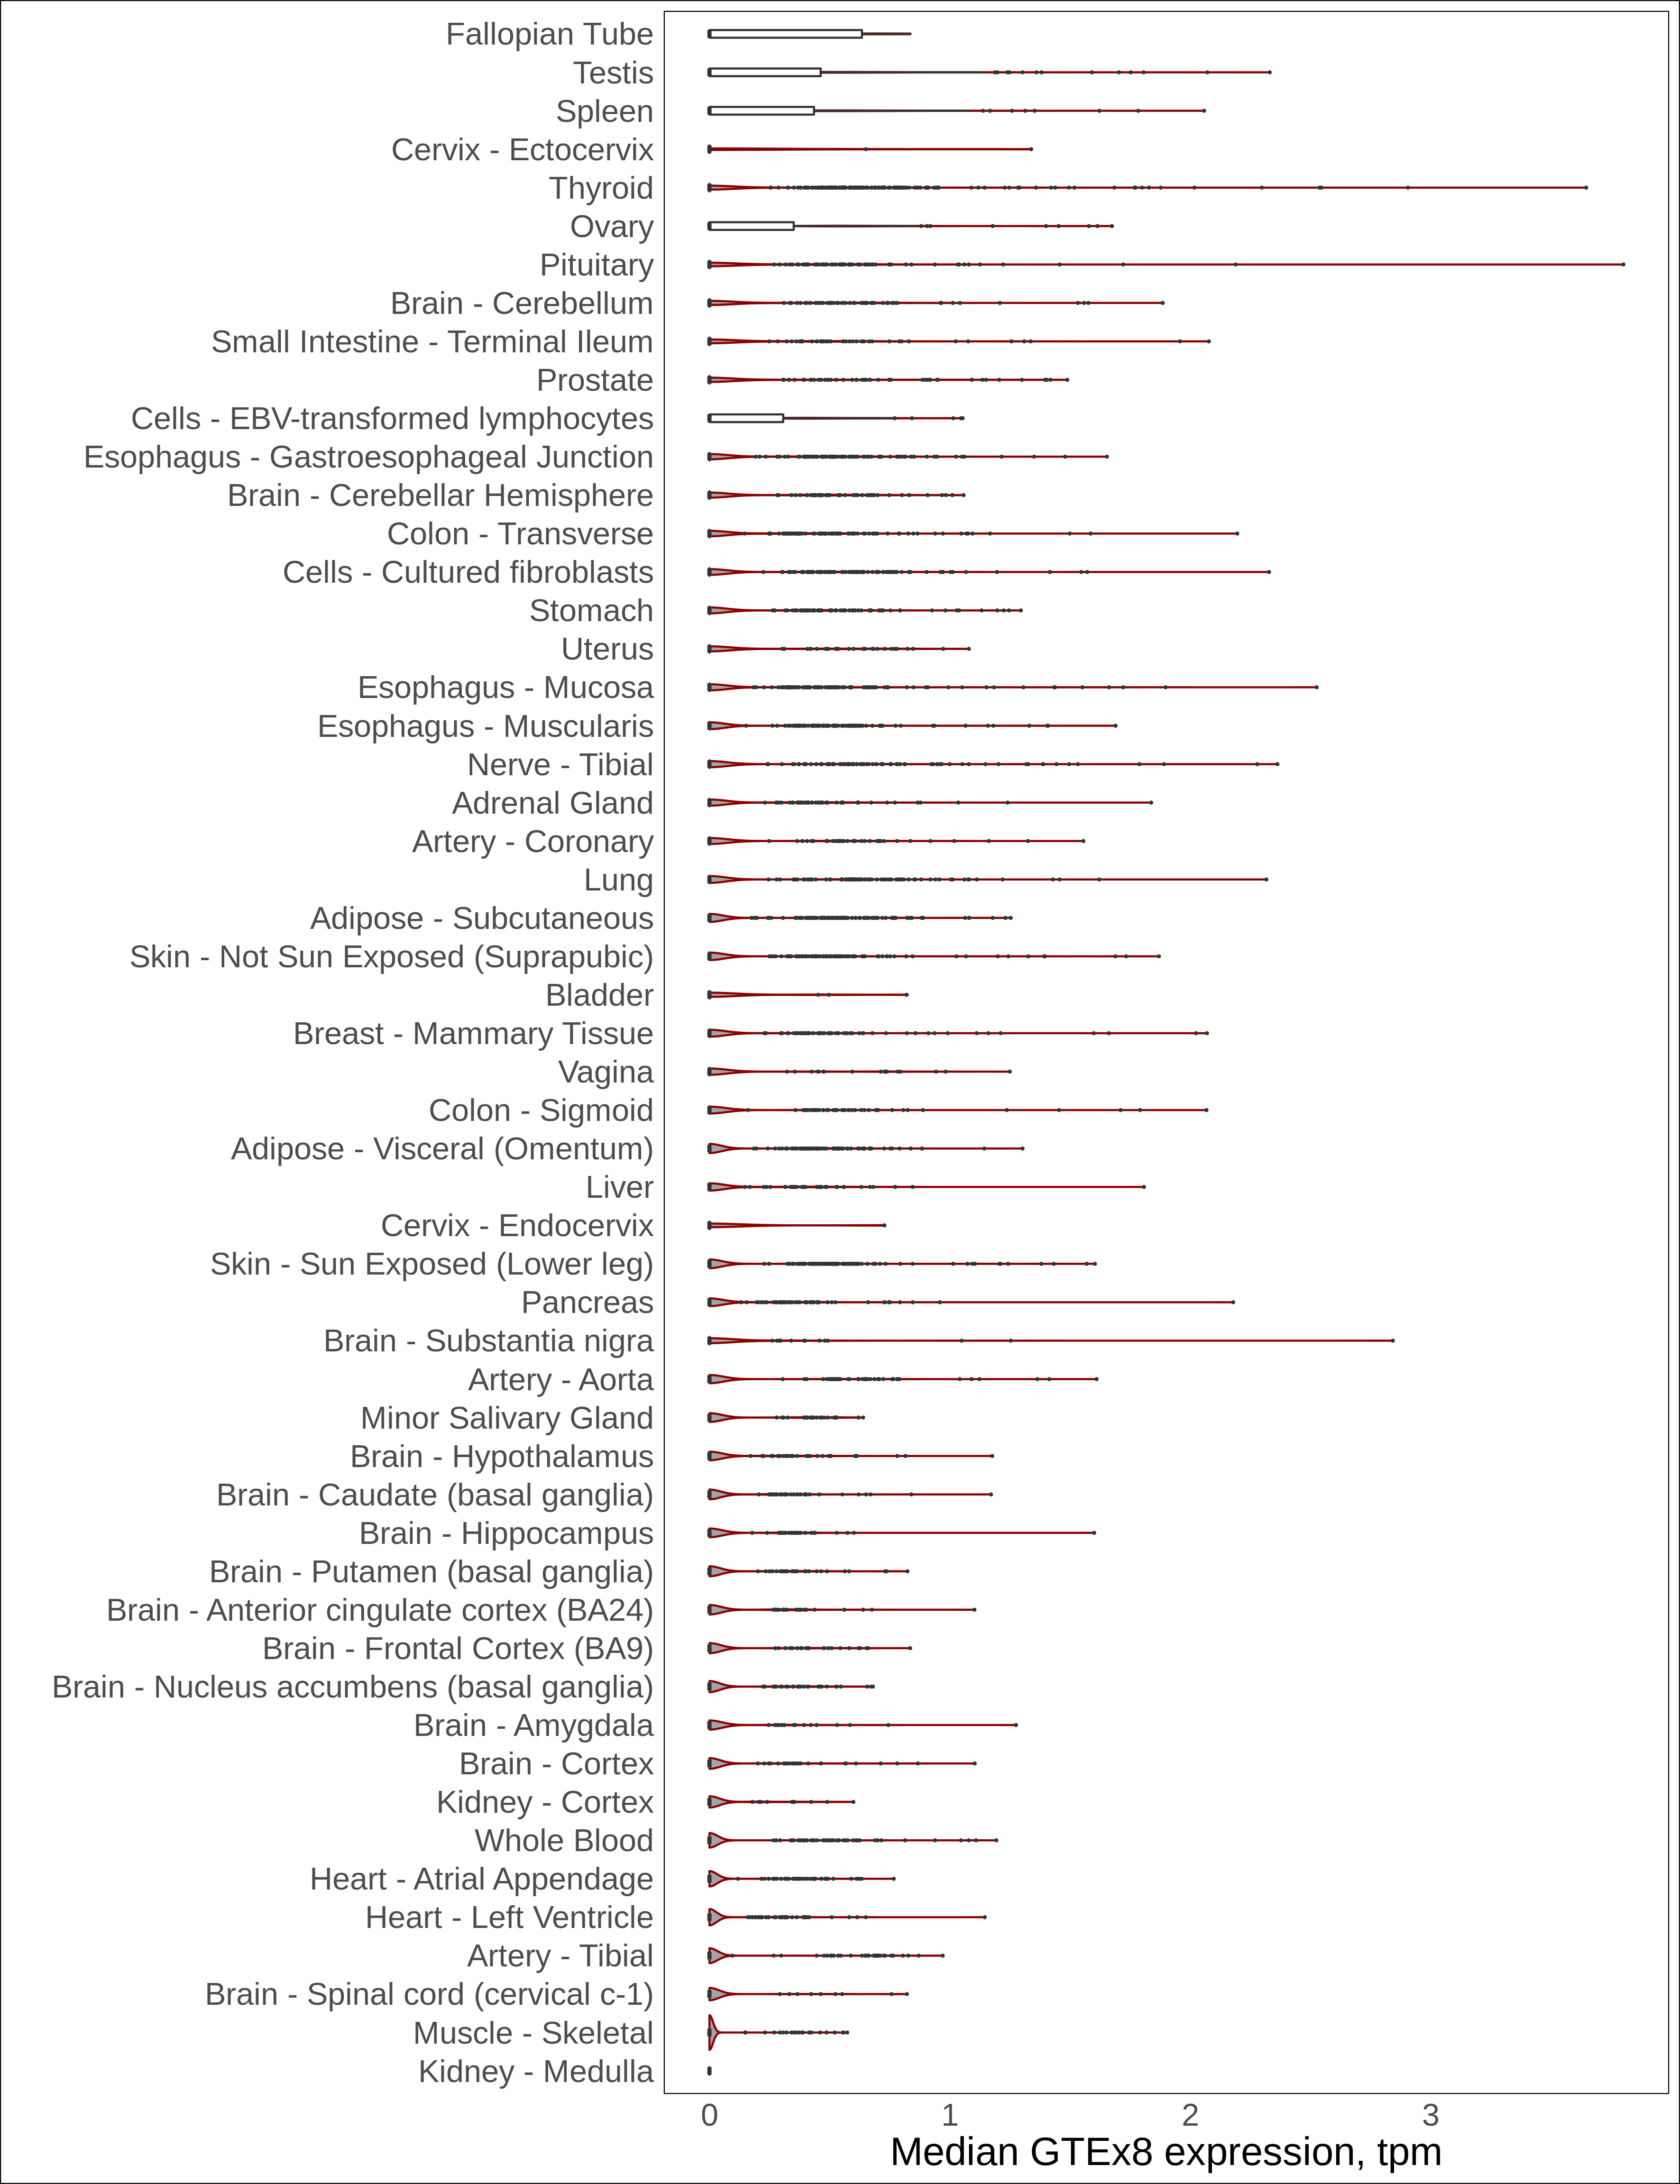 Fallopian Tube
Testis
Spleen
Cervix - Ectocervix
Thyroid
Ovary
Pituitary
Brain - Cerebellum
Small Intestine - Terminal Ileum
Prostate
Cells - EBV-transformed lymphocytes
Esophagus - Gastroesophageal Junction
Brain - Cerebellar Hemisphere
Colon - Transverse
Cells - Cultured fibroblasts
Stomach
Uterus
Esophagus - Mucosa
Esophagus - Muscularis
Nerve - Tibial
Adrenal Gland
Artery - Coronary
Lung
Adipose - Subcutaneous
Skin - Not Sun Exposed (Suprapubic)
Bladder
Breast - Mammary Tissue
Vagina
Colon - Sigmoid
Adipose - Visceral (Omentum)
Liver
Cervix - Endocervix
Skin - Sun Exposed (Lower leg)
Pancreas
Brain - Substantia nigra
Artery - Aorta
Minor Salivary Gland
Brain - Hypothalamus
Brain - Caudate (basal ganglia)
Brain - Hippocampus
Brain - Putamen (basal ganglia)
Brain - Anterior cingulate cortex (BA24)
Brain - Frontal Cortex (BA9)
Brain - Nucleus accumbens (basal ganglia)
Brain - Amygdala
Brain - Cortex
Kidney - Cortex
Whole Blood
Heart - Atrial Appendage
Heart - Left Ventricle
Artery - Tibial
Brain - Spinal cord (cervical c-1)
Muscle - Skeletal
Kidney - Medulla
0 1 2 3
Median GTEx8 expression, tpm